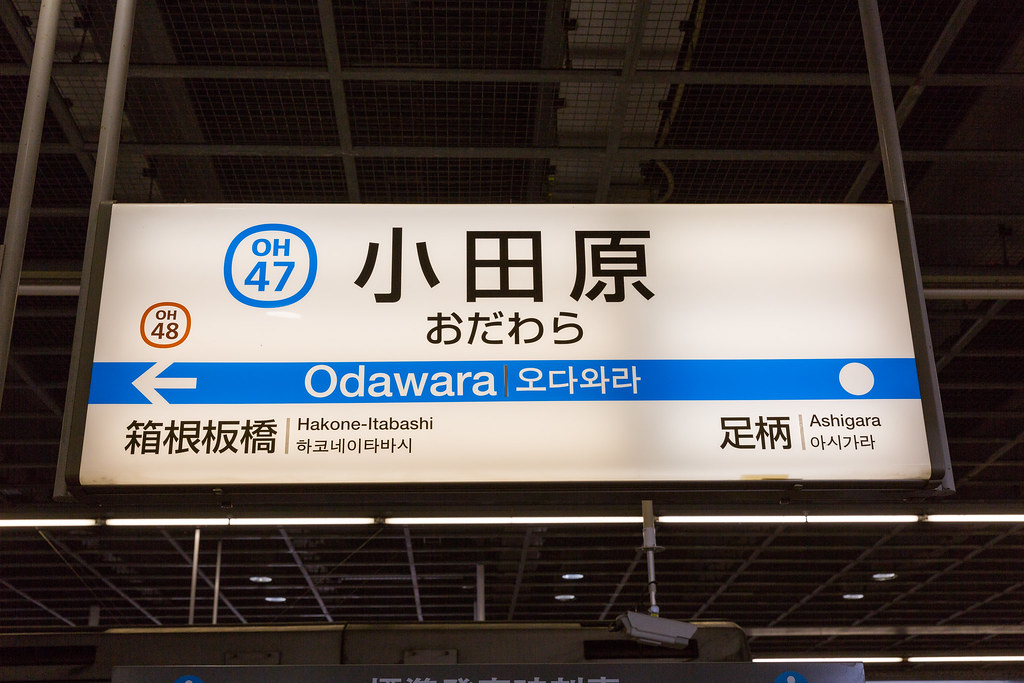 OH
47
小田原
おだわら
OH
48
Odawara 오다와라
箱根板橋 Hakone-Itabashi
하코네이타바시
足柄 Ashigara
아시가라